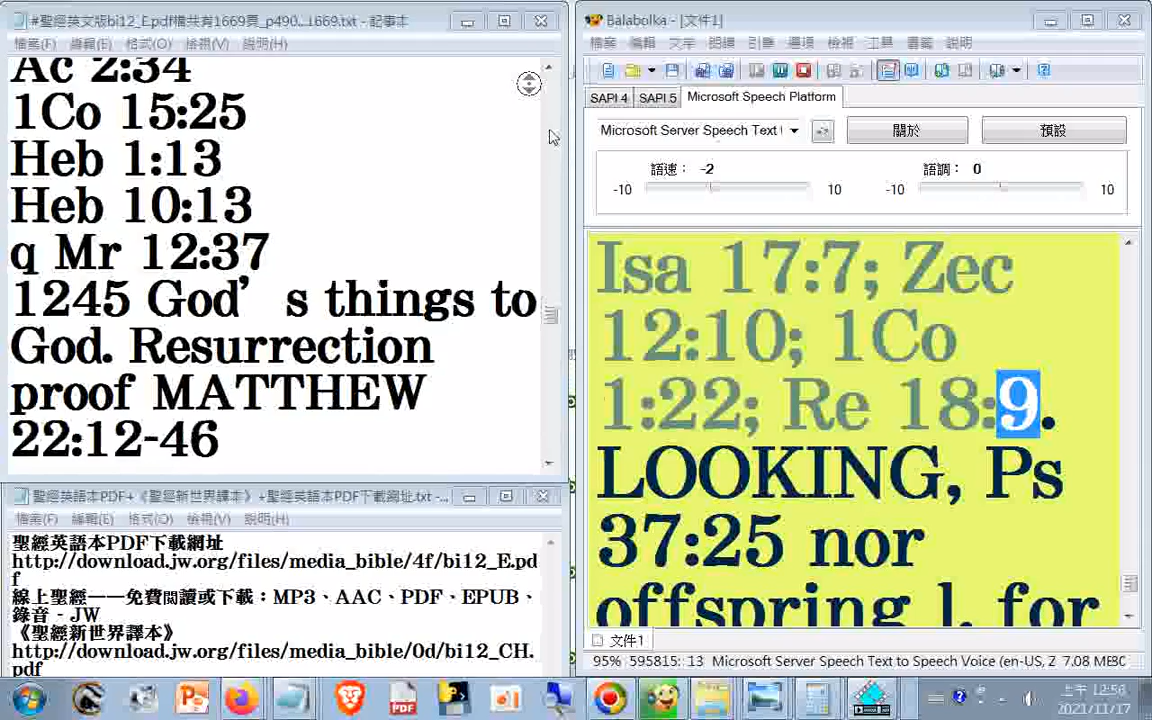 #聖經英文版bi12_E.pdf檔共有1669頁_p490...1669.txt - 記事本
檔案(F) 編輯(E) 格式(O) 檢視(V) 說明(H)
Ac 2:34
1Co 15:25
Heb 1:13
Heb 10:13
q Mr 12:37
1245 God’s things to
God. Resurrection
proof MATTHEW
22:12-46
聖經英語本PDF+《聖經新世界譯本》+聖經英語本PDF下載網址.txt -...
檔案(F) 編輯(E) 格式(O) 檢視(V) 說明(H)
聖經英語本PDF下載網址
http://download.jw.org/files/media_bible/4f/bi12_E.pd
f
線上聖經——免費閱讀或下載：MP3、AAC、PDF、EPUB、
錄音 - JW
《聖經新世界譯本》
http://download.jw.org/files/media_bible/0d/bi12_CH.
pdf
Balabolka - [文件1]
檔案 編輯 文字 朗讀 引擎 選項 檢視 工具 書籤 說明
SAPI 4 SAPI 5 Microsoft Speech Platform
Microsoft Server Speech Text 關於 預設
語速： -2 語調： 0
-10 10 -10 10
Isa 17:7; Zec
12:10; 1Co
1:22; Re 18:9.
LOOKING, Ps
37:25 nor
offspring l. for
文件1
95% 595815: 13 Microsoft Server Speech Text to Speech Voice (en-US, Z 7.08 МБ
PDF
上午 12:56
2021/11/17